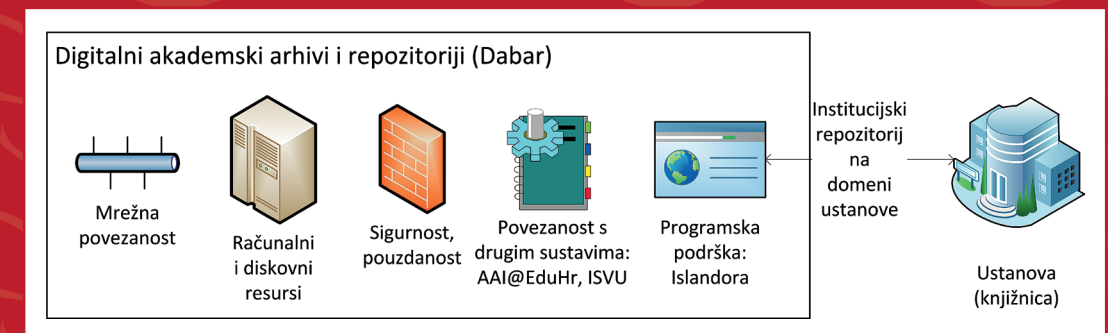 Digitalni akademski arhivi i repozitoriji (Dabar)
Mrežna
povezanost
Računalni
i diskovni
resursi
Sigurnost,
pouzdanost
Povezanost s
drugim sustavima:
AAI@EduHr, ISVU
Programska
podrška:
Islandora
Institucijski
repozitorij
na
domeni
ustanove
Ustanova
(knjižnica)